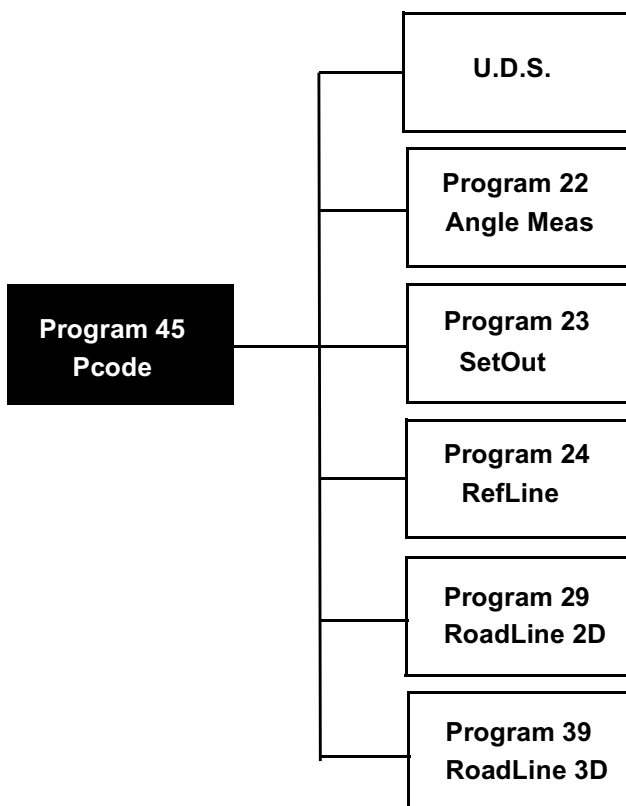 U.D.S.
Program 22
Angle Meas
Program 45
Pcode
Program 23
SetOut
Program 24
RefLine
Program 29
RoadLine 2D
Program 39
RoadLine 3D